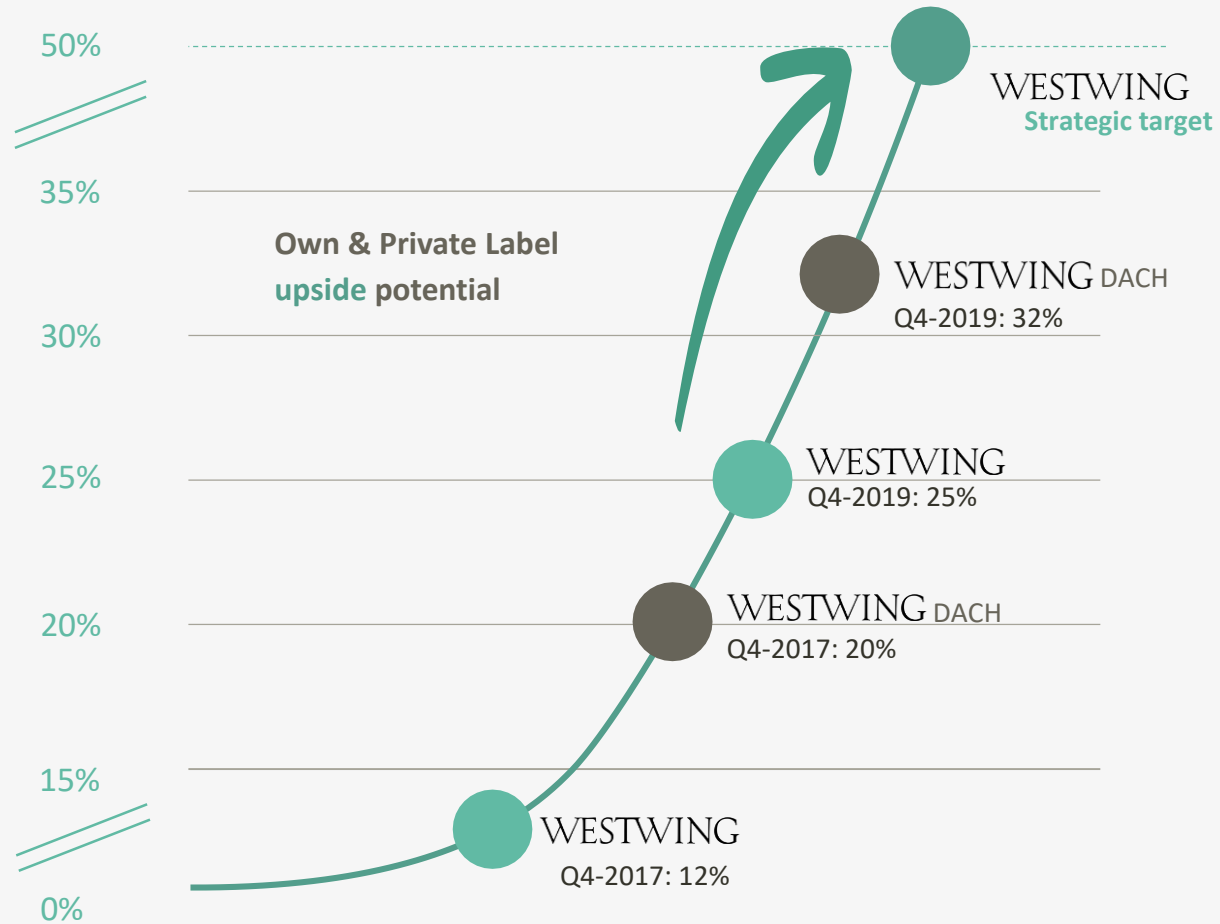 50%
WESTWING
Strategic target
35%
Own & Private Label
upside potential
WESTWING DACH
Q4-2019: 32%
30%
WESTWING
25%
Q4-2019: 25%
WESTWING DACH
20%
Q4-2017: 20%
15%
WESTWING
Q4-2017: 12%
0%